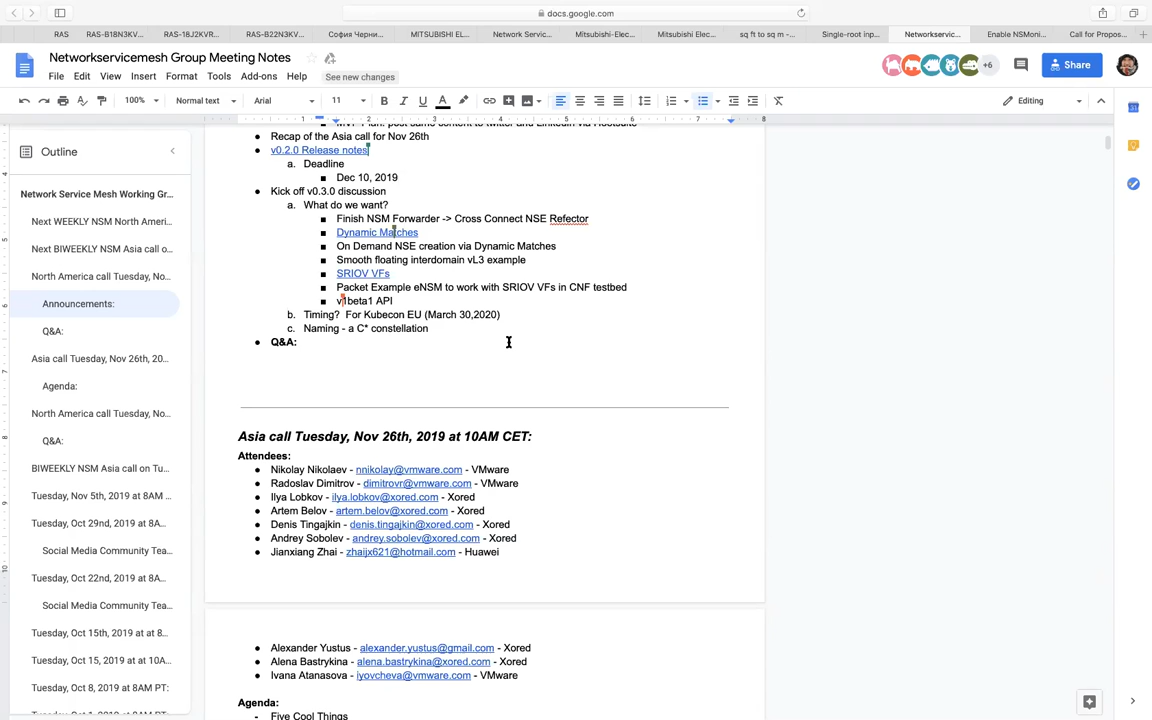 docs.google.com
RAS
RAS-B18N3KV...
RAS-18J2KVR...
RAS-B22N3KV...
София Черни...
MITSUBISHI EL...
Network Servic...
Mitsubishi-Elec...
Mitsubishi Elec...
sq ft to sq m -...
Single-root inp...
Networkservic...
Enable NSMoni...
Call for Propos...
Networkservicemesh Group Meeting Notes
File Edit View Insert Format Tools Add-ons Help See new changes
+6
Share
100% Normal text Arial 11 B I U A Editing
1 2 3 4 5 6 7 8
Outline
Network Service Mesh Working Gr...
Next WEEKLY NSM North Ameri...
Next BIWEEKLY NSM Asia call o...
North America call Tuesday, No...
Announcements:
Q&A:
Asia call Tuesday, Nov 26th, 20...
Agenda:
North America call Tuesday, No...
Q&A:
BIWEEKLY NSM Asia call on Tu...
Tuesday, Nov 5th, 2019 at 8AM ...
Tuesday, Oct 29nd, 2019 at 8A...
Social Media Community Tea...
Tuesday, Oct 22nd, 2019 at 8A...
Social Media Community Tea...
Tuesday, Oct 15th, 2019 at at 8...
Tuesday, Oct 15, 2019 at at 10A...
Tuesday, Oct 8, 2019 at 8AM PT:
Recap of the Asia call for Nov 26th
v0.2.0 Release notes
a. Deadline
Dec 10, 2019
Kick off v0.3.0 discussion
a. What do we want?
Finish NSM Forwarder -> Cross Connect NSE Refector
Dynamic Matches
On Demand NSE creation via Dynamic Matches
Smooth floating interdomain vL3 example
SRIOV VFs
Packet Example eNSM to work with SRIOV VFs in CNF testbed
v1beta1 API
b. Timing? For Kubecon EU (March 30,2020)
c. Naming - a C* constellation
Q&A:
Asia call Tuesday, Nov 26th, 2019 at 10AM CET:
Attendees:
Nikolay Nikolaev - nnikolay@vmware.com - VMware
Radoslav Dimitrov - dimitrovr@vmware.com - VMware
Ilya Lobkov - ilya.lobkov@xored.com - Xored
Artem Belov - artem.belov@xored.com - Xored
Denis Tingajkin - denis.tingajkin@xored.com - Xored
Andrey Sobolev - andrey.sobolev@xored.com - Xored
Jianxiang Zhai - zhaijx621@hotmail.com - Huawei
Alexander Yustus - alexander.yustus@gmail.com - Xored
Alena Bastrykina - alena.bastrykina@xored.com - Xored
Ivana Atanasova - iyovcheva@vmware.com - VMware
Agenda:
- Five Cool Things